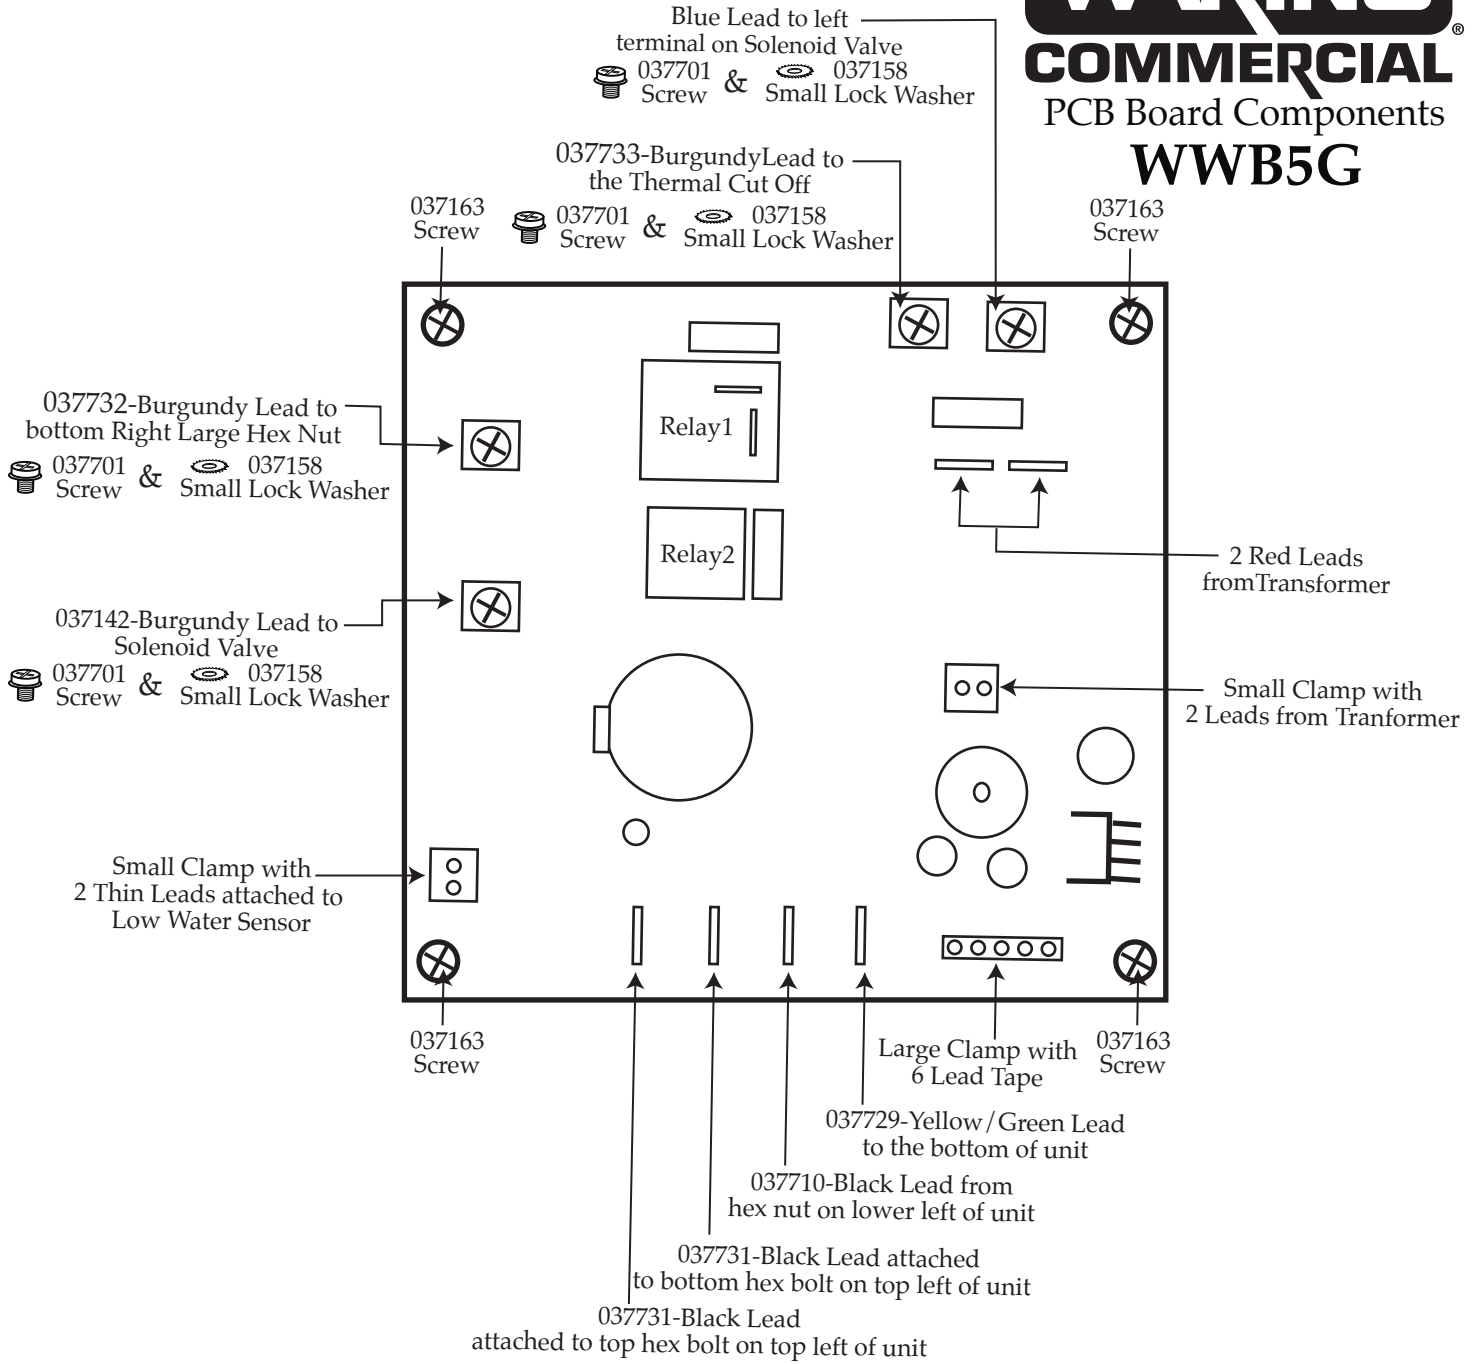 WARING
COMMERCIAL
®
PCB Board Components
WWB5G
Blue Lead to left
terminal on Solenoid Valve
037701 & 037158
Screw Small Lock Washer
037733-BurgundyLead to
the Thermal Cut Off
037701 & 037158
Screw Small Lock Washer
037163
Screw
037163
Screw
037732-Burgundy Lead to
bottom Right Large Hex Nut
037701 & 037158
Screw Small Lock Washer
Relay1
Relay2
2 Red Leads
fromTransformer
037142-Burgundy Lead to
Solenoid Valve
037701 & 037158
Screw Small Lock Washer
Small Clamp with
2 Leads from Tranformer
Small Clamp with
2 Thin Leads attached to
Low Water Sensor
037163
Screw
Large Clamp with
6 Lead Tape
037163
Screw
037729-Yellow/Green Lead
to the bottom of unit
037710-Black Lead from
hex nut on lower left of unit
037731-Black Lead attached
to bottom hex bolt on top left of unit
037731-Black Lead
attached to top hex bolt on top left of unit